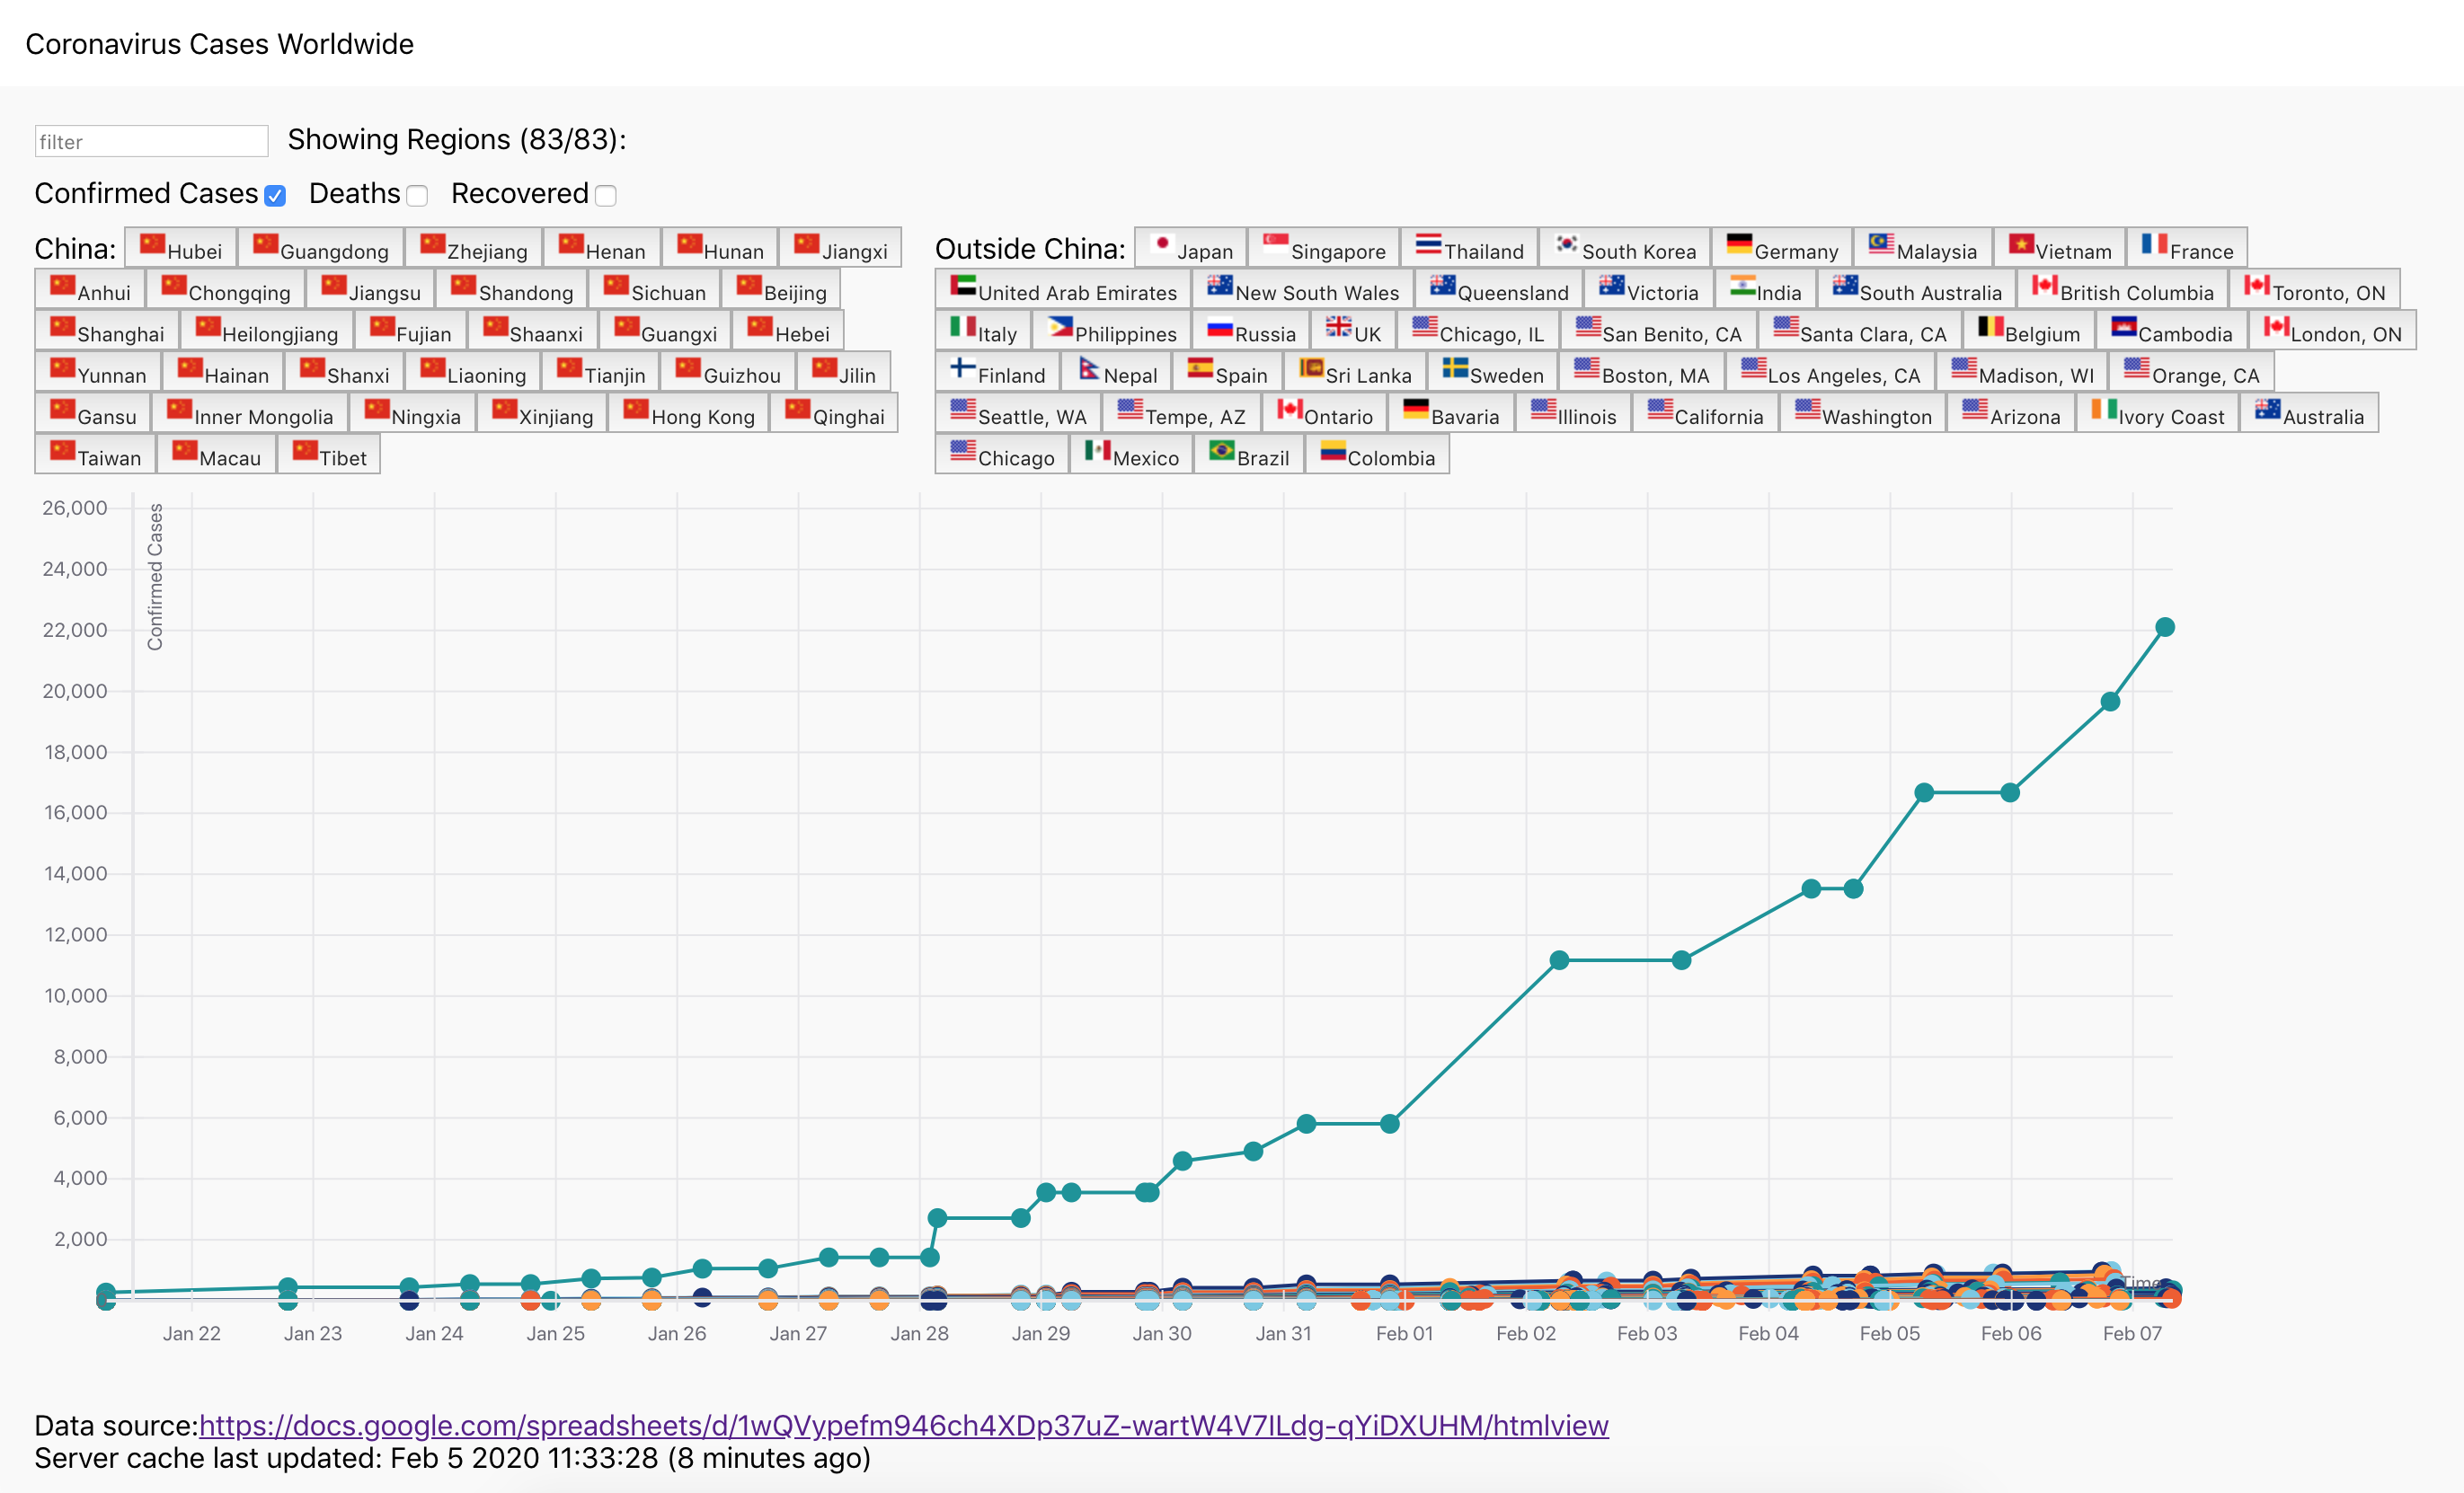 Coronavirus Cases Worldwide
filter Showing Regions (83/83):
Confirmed Cases Deaths Recovered
China: Hubei Guangdong Zhejiang Henan Hunan Jiangxi
Anhui Chongqing Jiangsu Shandong Sichuan Beijing
Shanghai Heilongjiang Fujian Shaanxi Guangxi Hebei
Yunnan Hainan Shanxi Liaoning Tianjin Guizhou Jilin
Gansu Inner Mongolia Ningxia Xinjiang Hong Kong Qinghai
Taiwan Macau Tibet
Outside China: Japan Singapore Thailand South Korea Germany Malaysia Vietnam France
United Arab Emirates New South Wales Queensland Victoria India South Australia British Columbia Toronto, ON
Italy Philippines Russia UK Chicago, IL San Benito, CA Santa Clara, CA Belgium Cambodia London, ON
Finland Nepal Spain Sri Lanka Sweden Boston, MA Los Angeles, CA Madison, WI Orange, CA
Seattle, WA Tempe, AZ Ontario Bavaria Illinois California Washington Arizona Ivory Coast Australia
Chicago Mexico Brazil Colombia
Confirmed Cases
26,000
24,000
22,000
20,000
18,000
16,000
14,000
12,000
10,000
8,000
6,000
4,000
2,000
Time
Jan 22 Jan 23 Jan 24 Jan 25 Jan 26 Jan 27 Jan 28 Jan 29 Jan 30 Jan 31 Feb 01 Feb 02 Feb 03 Feb 04 Feb 05 Feb 06 Feb 07
Data source:https://docs.google.com/spreadsheets/d/1wQVypefm946ch4XDp37uZ-wartW4V7ILdg-qYiDXUHM/htmlview
Server cache last updated: Feb 5 2020 11:33:28 (8 minutes ago)